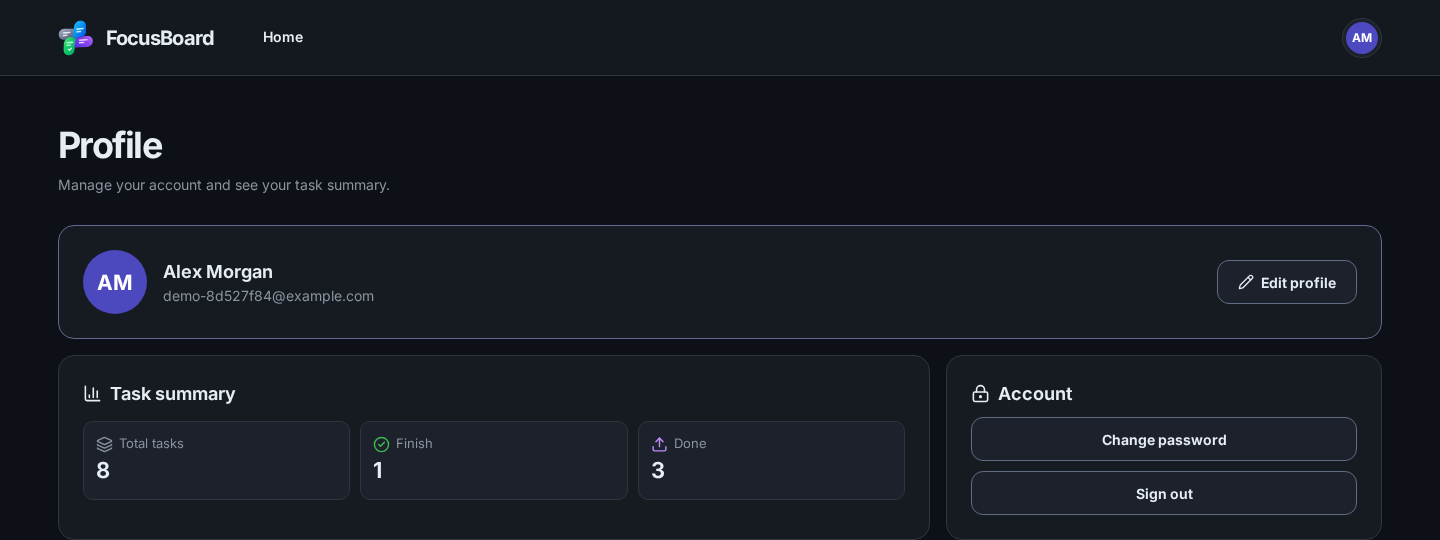 FocusBoard
Home
AM
Profile
Manage your account and see your task summary.
AM
Alex Morgan
demo-8d527f84@example.com
Edit profile
Task summary
Total tasks
8
Finish
1
Done
3
Account
Change password
Sign out